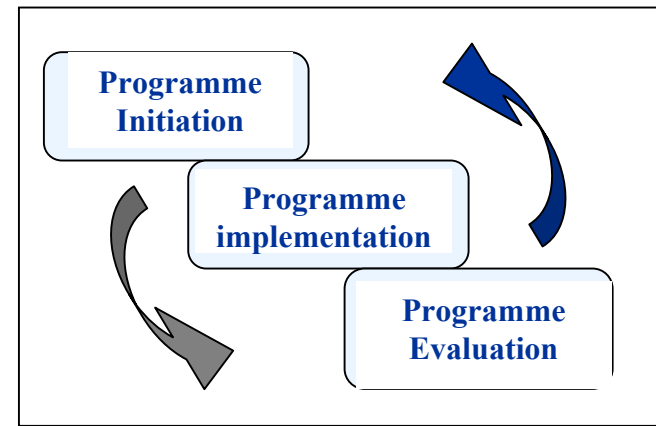 Programme
Initiation
Programme
implementation
Programme
Evaluation